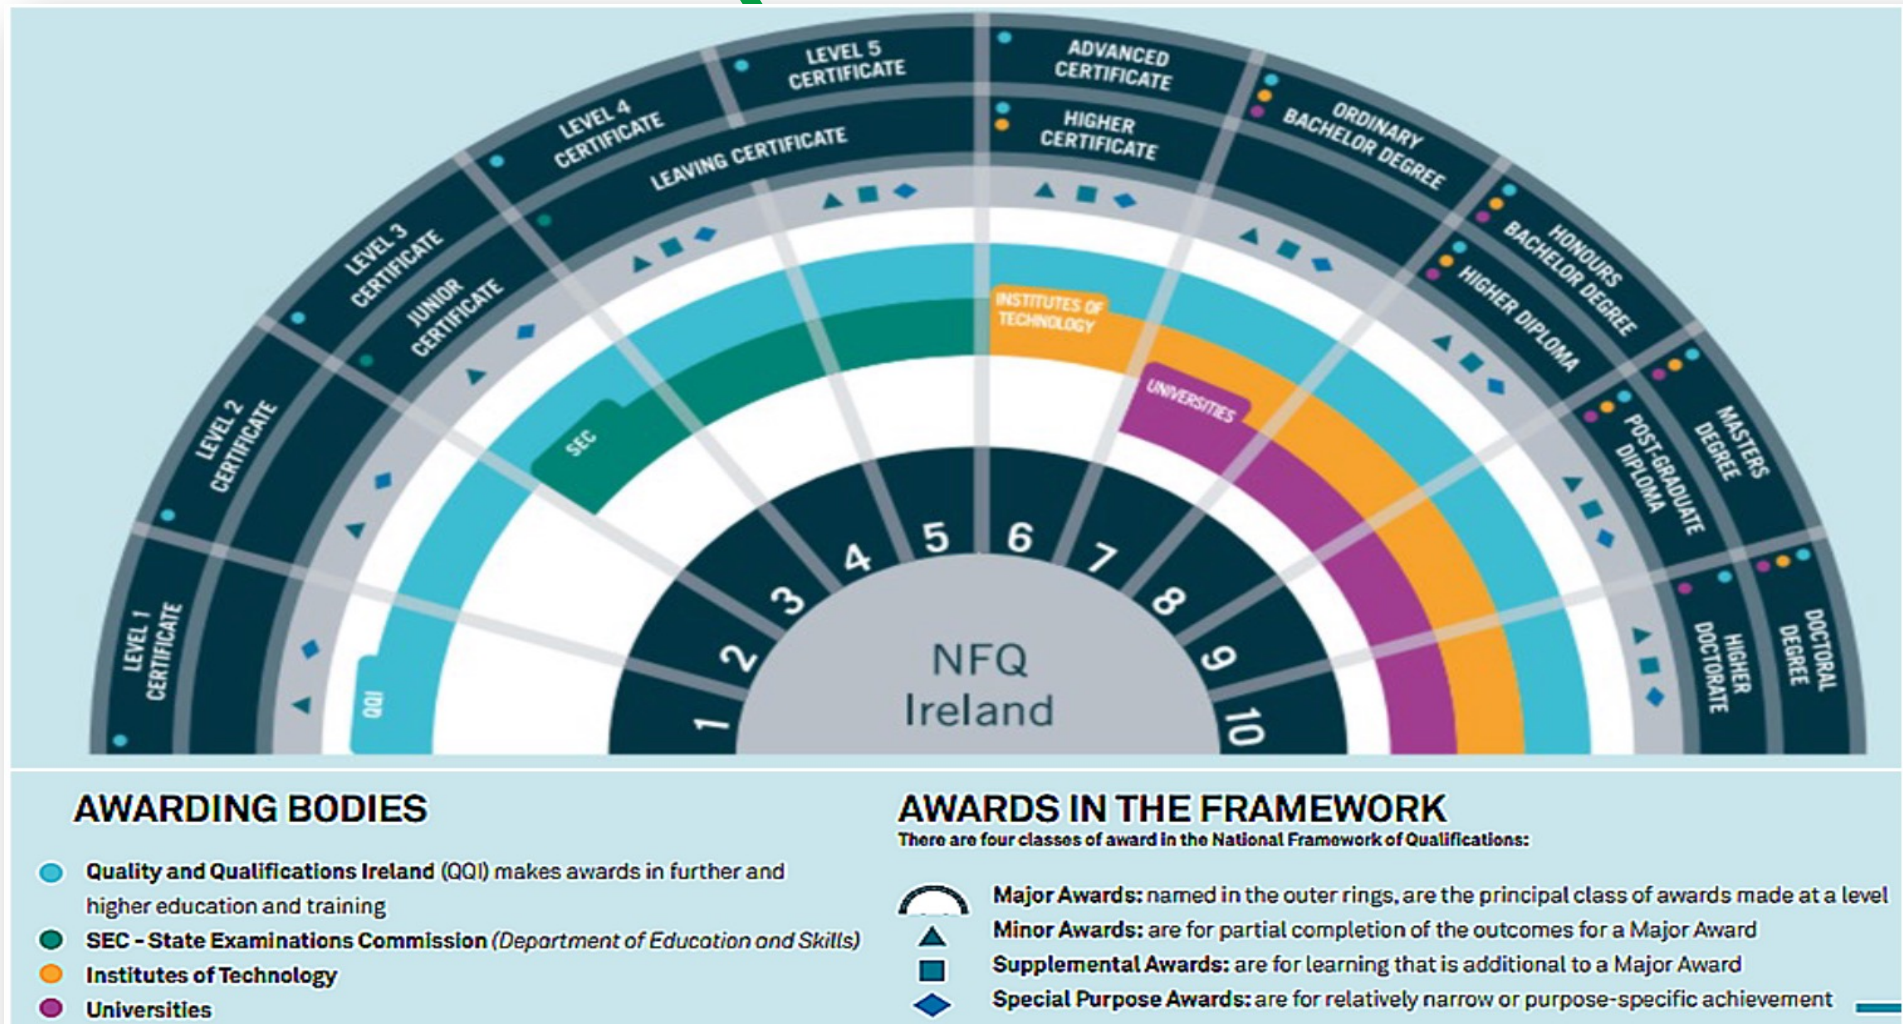 LEVEL 1
CERTIFICATE
LEVEL 2
CERTIFICATE
LEVEL 3
CERTIFICATE
JUNIOR
CERTIFICATE
LEVEL 4
CERTIFICATE
LEVEL 5
CERTIFICATE
LEAVING CERTIFICATE
ADVANCED
CERTIFICATE
HIGHER
CERTIFICATE
ORDINARY
BACHELOR DEGREE
HONOURS
BACHELOR DEGREE
HIGHER DIPLOMA
MASTERS
DEGREE
POST-GRADUATE
DIPLOMA
DOCTORAL
DEGREE
HIGHER
DOCTORATE
QQI
SEC
INSTITUTES OF
TECHNOLOGY
UNIVERSITIES
1
2
3
4
5
6
7
8
9
10
NFQ
Ireland
AWARDING BODIES
Quality and Qualifications Ireland (QQI) makes awards in further and
higher education and training
SEC - State Examinations Commission (Department of Education and Skills)
Institutes of Technology
Universities
AWARDS IN THE FRAMEWORK
There are four classes of award in the National Framework of Qualifications:
Major Awards: named in the outer rings, are the principal class of awards made at a level
Minor Awards: are for partial completion of the outcomes for a Major Award
Supplemental Awards: are for learning that is additional to a Major Award
Special Purpose Awards: are for relatively narrow or purpose-specific achievement